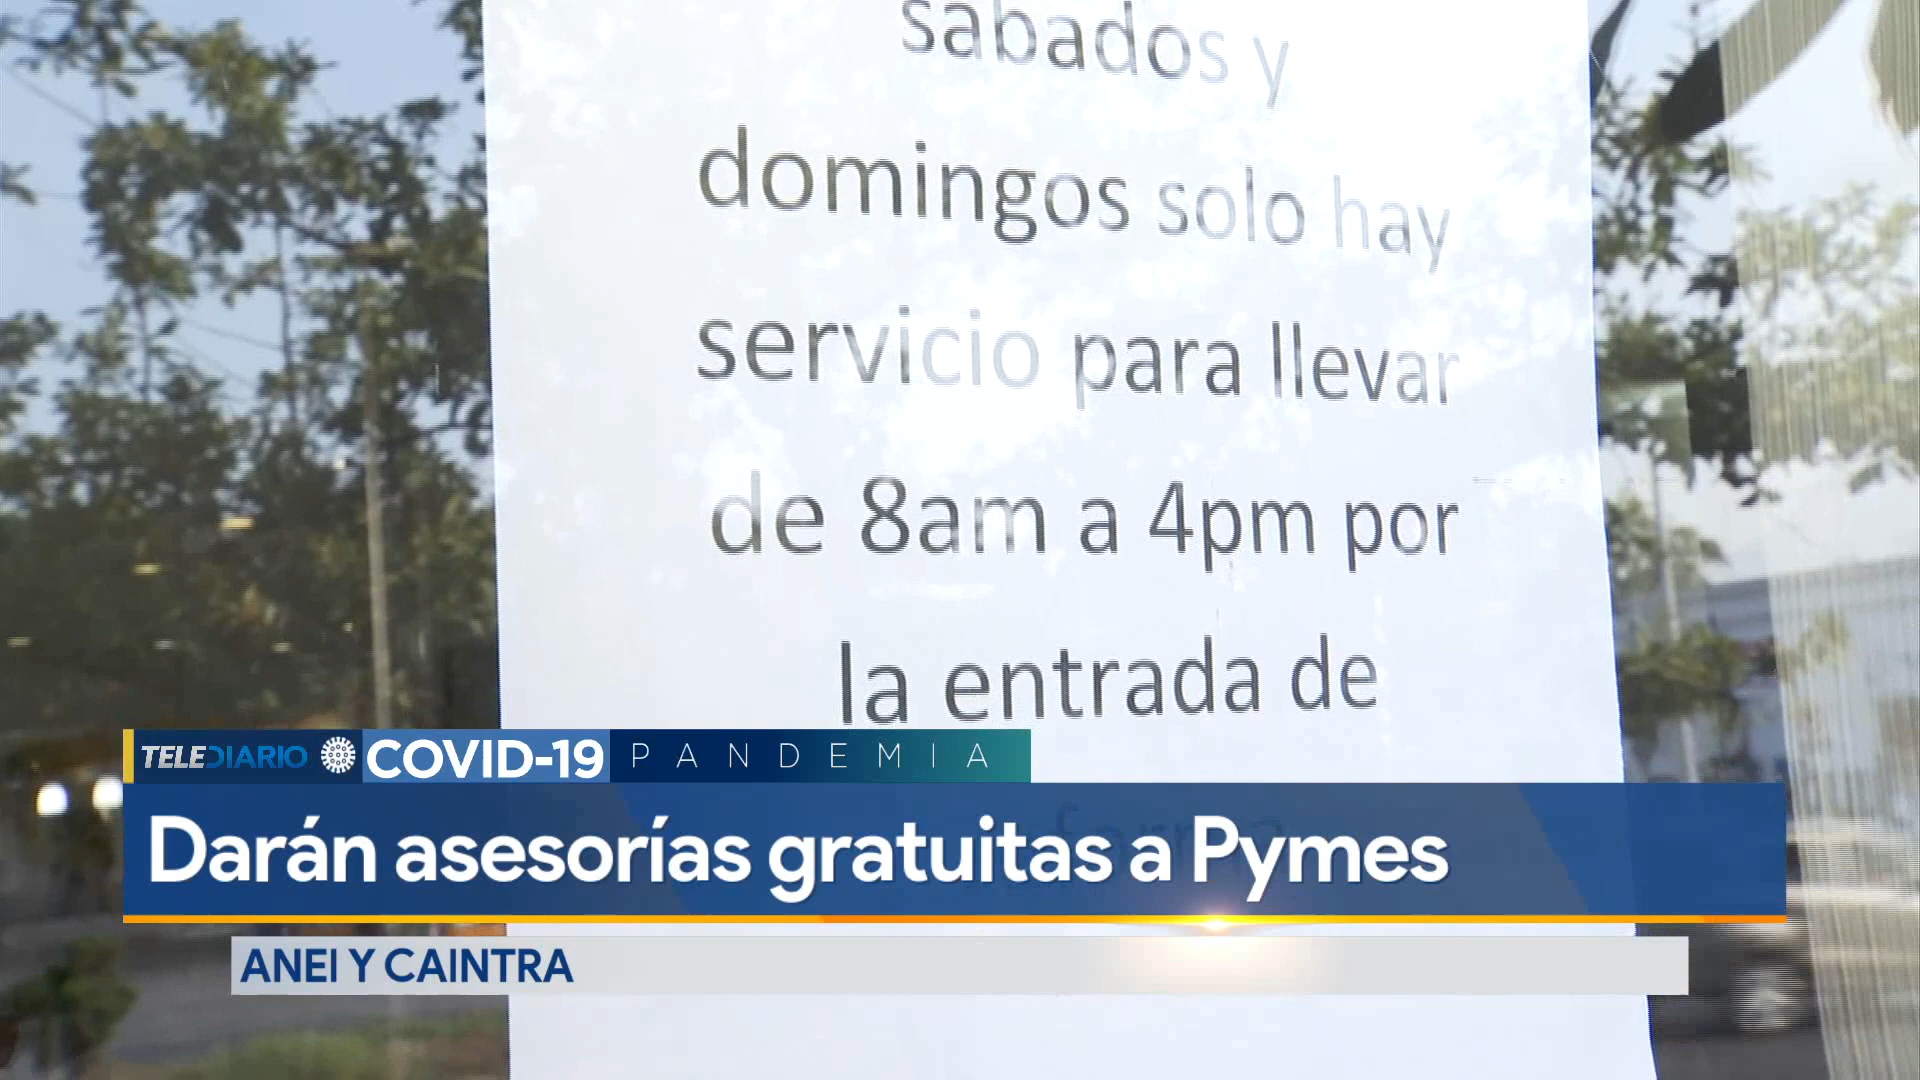 sabados y
domingos solo hay
servicio para llevar
de 8am a 4pm por
la entrada de
TELEDIARIO COVID-19 PANDEMIA
Darán asesorías gratuitas a Pymes
ANEI Y CAINTRA